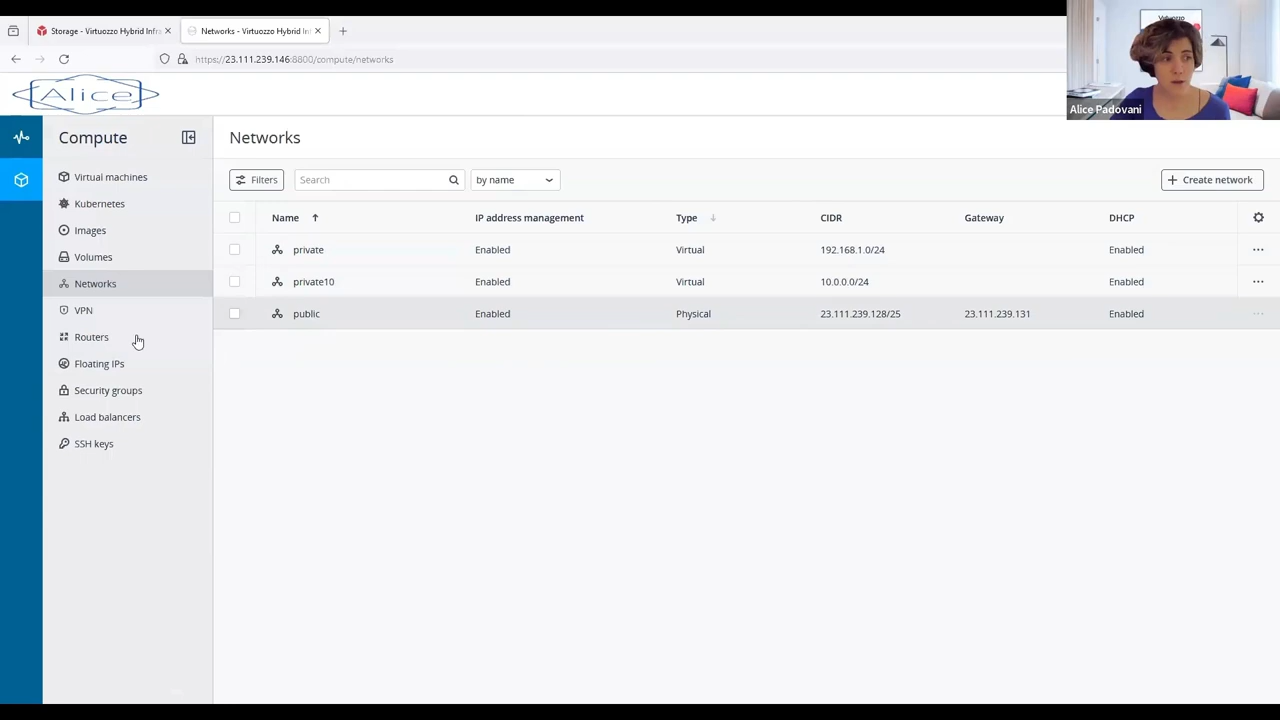 Storage - Virtuozzo Hybrid Infra
Networks - Virtuozzo Hybrid In
https://23.111.239.146:8800/compute/networks
Alice
Alice Padovani
Compute
Virtual machines
Kubernetes
Images
Volumes
Networks
VPN
Routers
Floating IPs
Security groups
Load balancers
SSH keys
Networks
Filters
Search
by name
Create network
Name IP address management Type CIDR Gateway DHCP
private Enabled Virtual 192.168.1.0/24 Enabled
private10 Enabled Virtual 10.0.0.0/24 Enabled
public Enabled Physical 23.111.239.128/25 23.111.239.131 Enabled